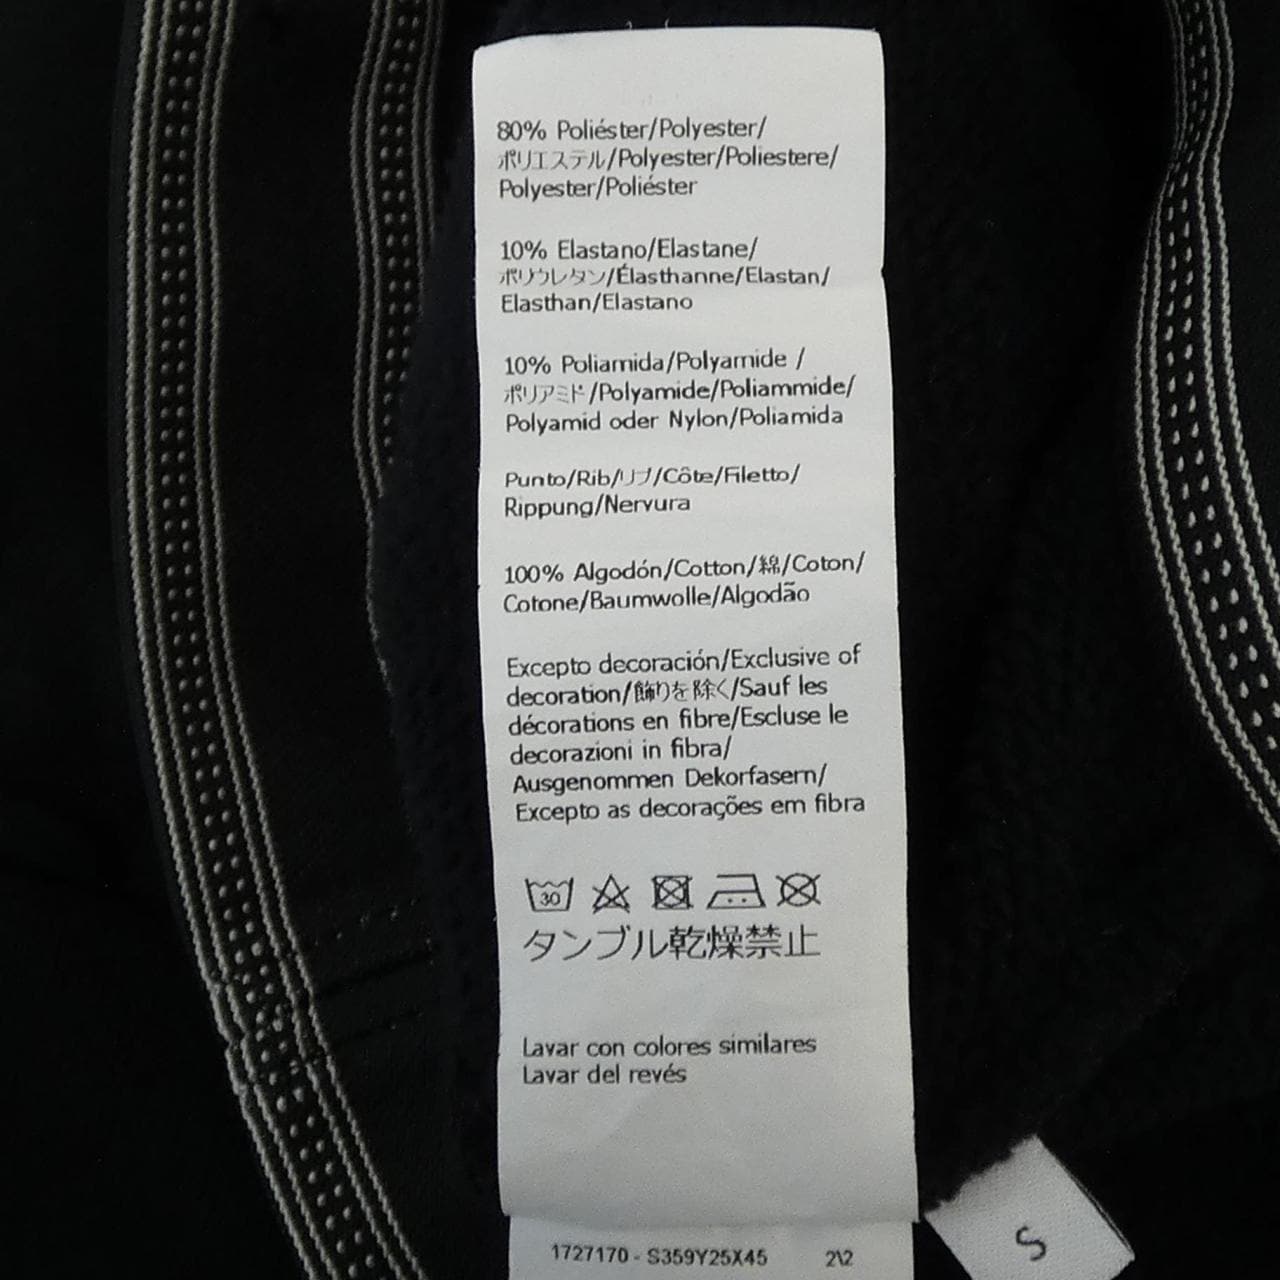 80% Poliéster/Polyester/
ポリエステル/Polyester/Poliestere/
Polyester/Poliéster
10% Elastano/Elastane/
ポリウレタン/Élasthanne/Elastan/
Elasthan/Elastano
10% Poliamida/Polyamide /
ポリアミド/Polyamide/Poliammide/
Polyamid oder Nylon/Poliamida
Punto/Rib/リブ/Côte/Filetto/
Rippung/Nervura
100% Algodón/Cotton/綿/Coton/
Cotone/Baumwolle/Algodão
Excepto decoración/Exclusive of
decoration/飾りを除く/Sauf les
décorations en fibre/Escluse le
decorazioni in fibra/
Ausgenommen Dekorfasern/
Excepto as decorações em fibra
30
タンブル乾燥禁止
Lavar con colores similares
Lavar del revés
1727170 - S359Y25X45 2\2
S